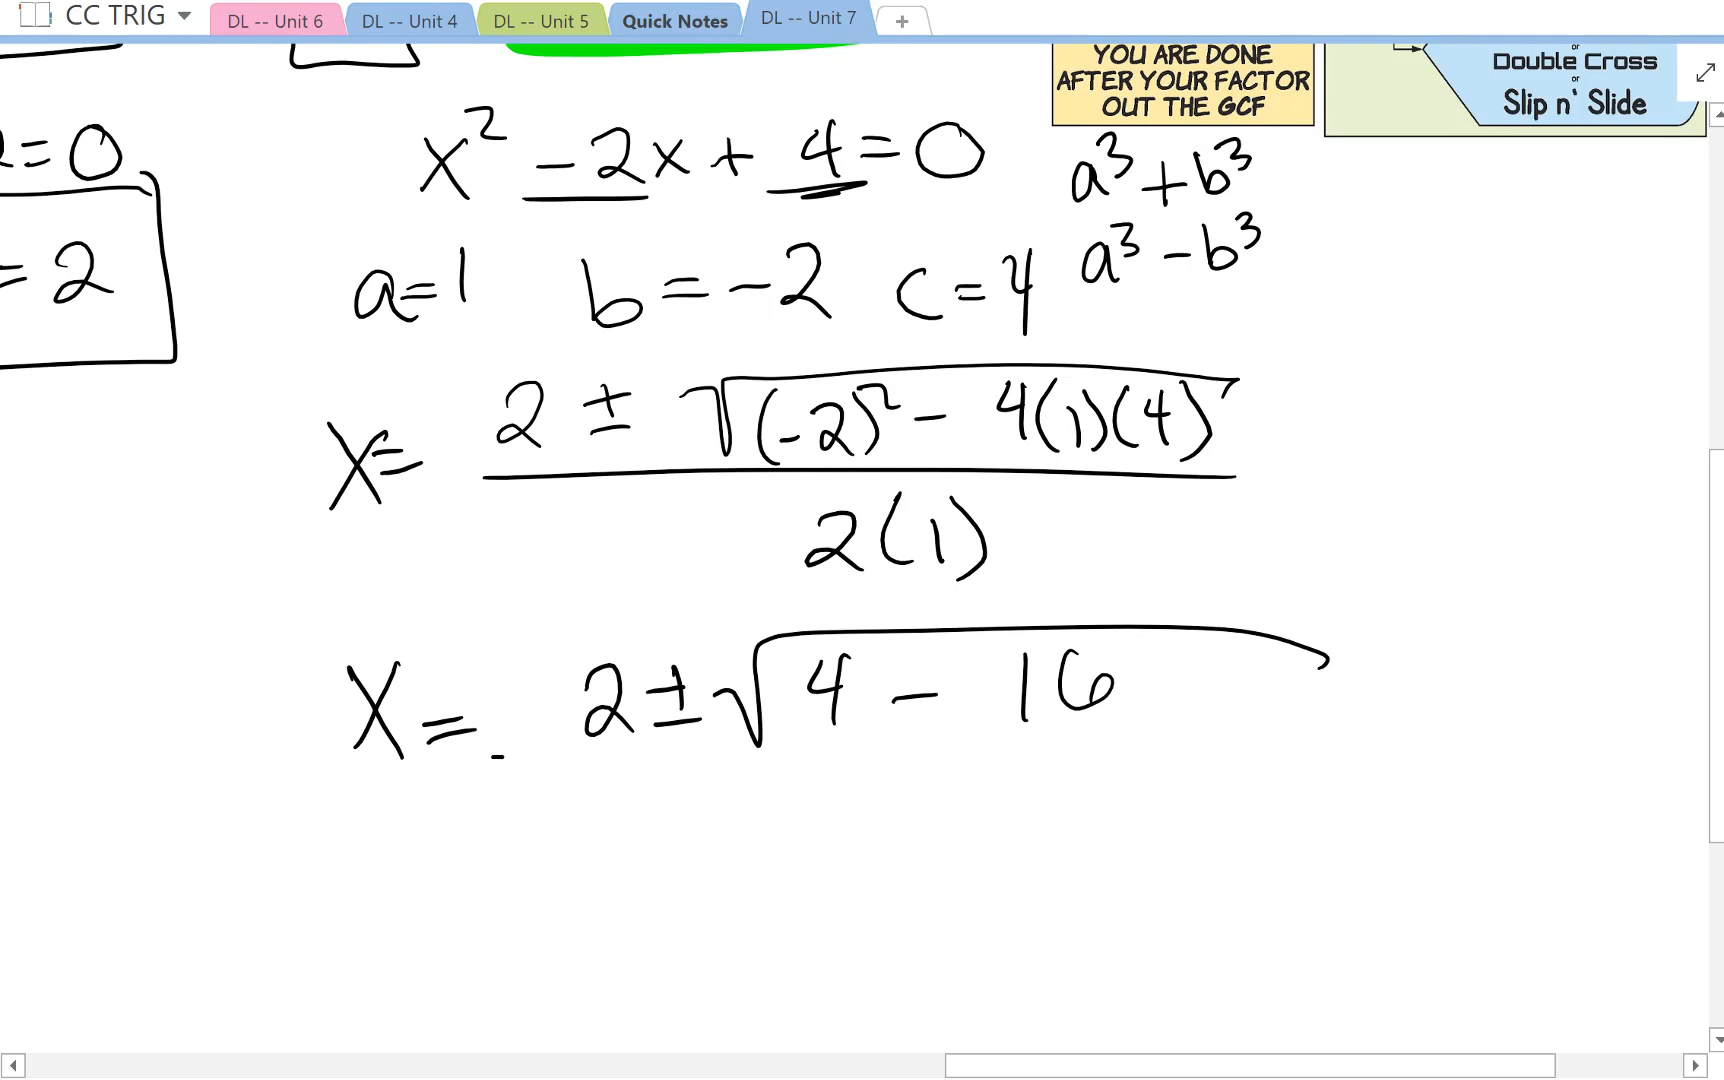 CC TRIG
DL -- Unit 6
DL -- Unit 4
DL -- Unit 5
Quick Notes
DL -- Unit 7
+
YOU ARE DONE
AFTER YOUR FACTOR
OUT THE GCF
or
Double Cross
or
Slip n' Slide
=0
= 2
x² -2x + 4=0
a³+b³
a³-b³
a=1 b=-2 c=4
x= 2 ± √(-2)² - 4(1)(4)
2(1)
x= 2±√4 - 16